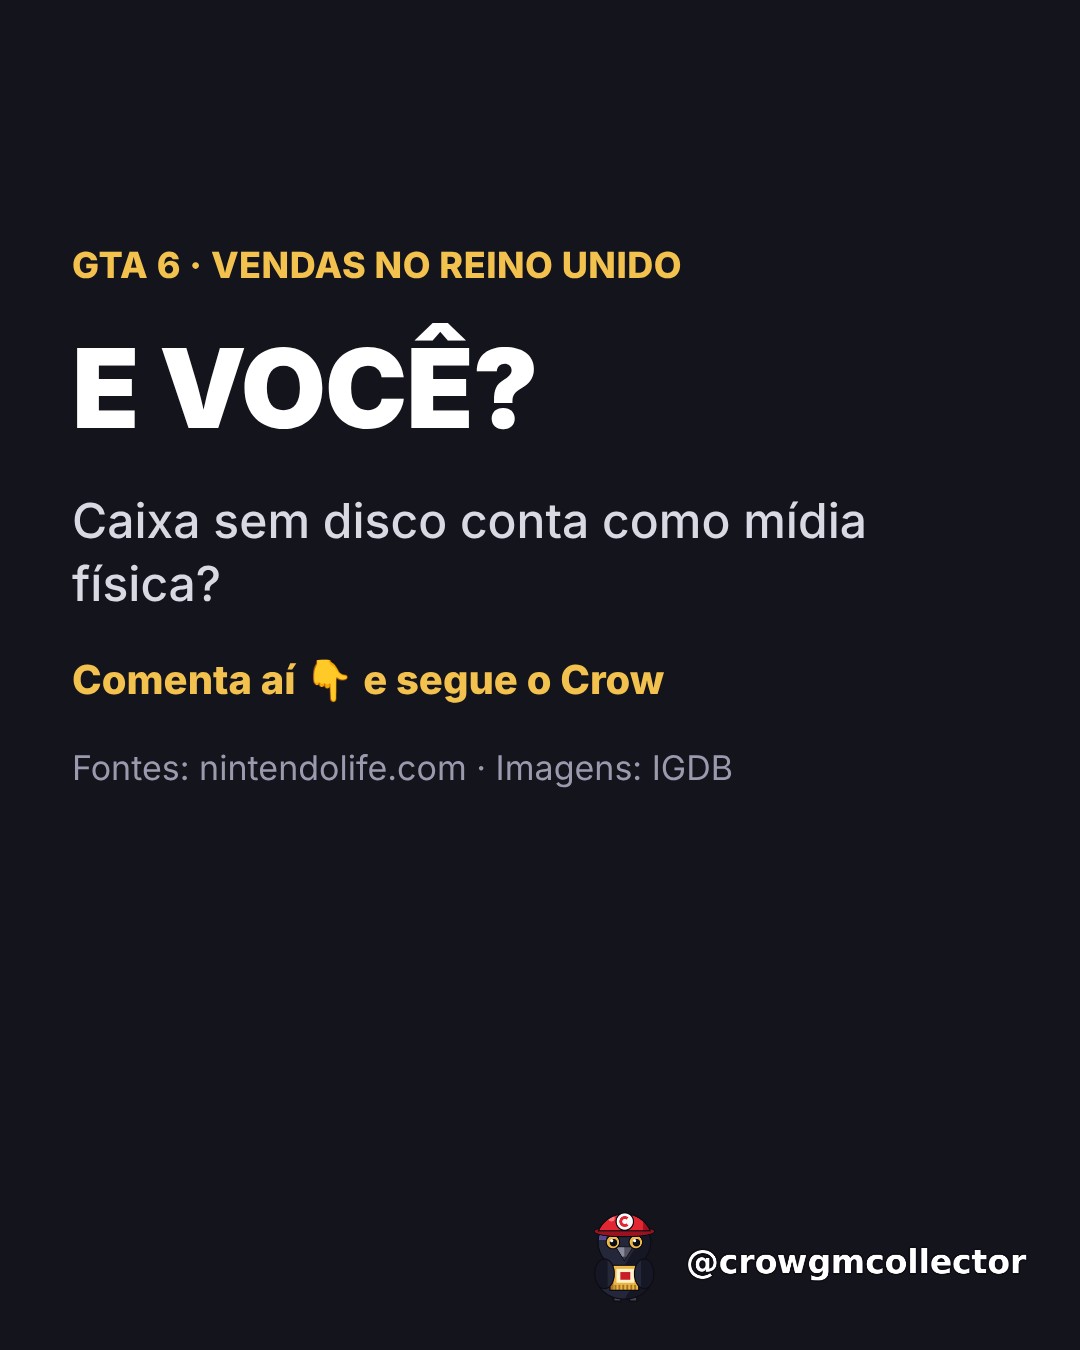 GTA 6 · VENDAS NO REINO UNIDO
E VOCÊ?
Caixa sem disco conta como mídia
física?
Comenta aí 👇 e segue o Crow
Fontes: nintendolife.com · Imagens: IGDB
C
@crowgmcollector